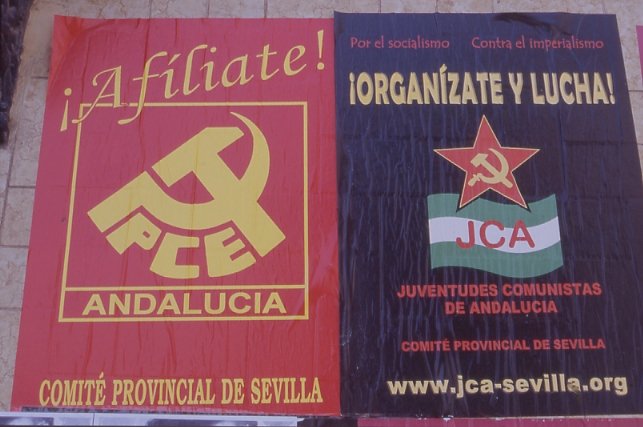 ¡Afíliate!
PCE
ANDALUCIA
COMITÉ PROVINCIAL DE SEVILLA
Por el socialismo Contra el imperialismo
¡ORGANÍZATE Y LUCHA!
JCA
JUVENTUDES COMUNISTAS
DE ANDALUCIA
COMITÉ PROVINCIAL DE SEVILLA
www.jca-sevilla.org